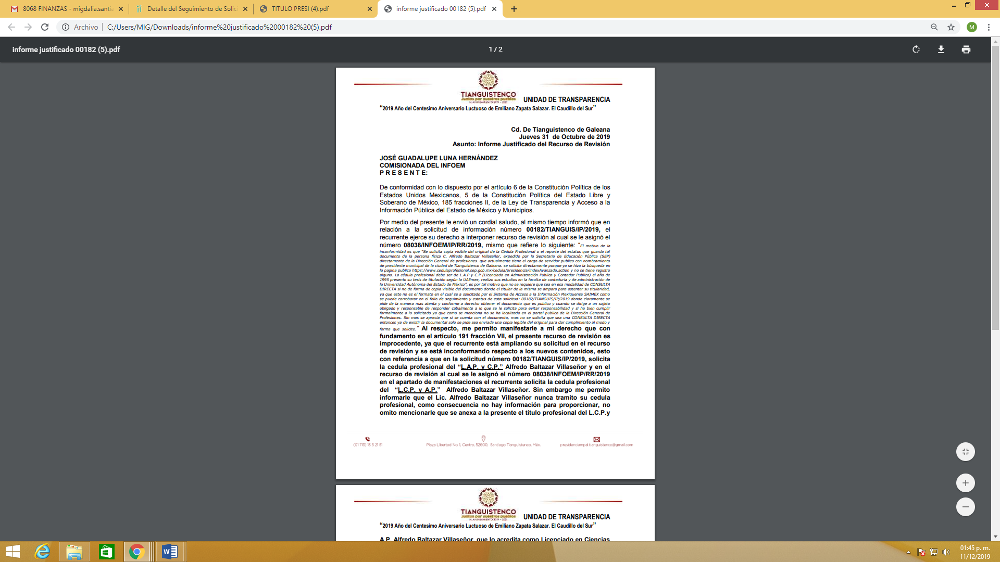 8068 FINANZAS - migdalia.santia
Detalle del Seguimiento de Solic
TITULO PRESI (4).pdf
informe justificado 00182 (5).pdf
Archivo
C:/Users/MIG/Downloads/informe%20justificado%2000182%20(5).pdf
M
informe justificado 00182 (5).pdf
1 / 2
TIANGUISTENCO
Juntos por nuestros pueblos
H. AYUNTAMIENTO 2019 - 2021
UNIDAD DE TRANSPARENCIA
“2019 Año del Centesimo Aniversario Luctuoso de Emiliano Zapata Salazar. El Caudillo del Sur”
Cd. De Tianguistenco de Galeana
Jueves 31 de Octubre de 2019
Asunto: Informe Justificado del Recurso de Revisión
JOSÉ GUADALUPE LUNA HERNÁNDEZ
COMISIONADA DEL INFOEM
P R E S E N T E:
De conformidad con lo dispuesto por el artículo 6 de la Constitución Política de los
Estados Unidos Mexicanos, 5 de la Constitución Política del Estado Libre y
Soberano de México, 185 fracciones II, de la Ley de Transparencia y Acceso a la
Información Pública del Estado de México y Municipios.
Por medio del presente le envió un cordial saludo, al mismo tiempo informó que en
relación a la solicitud de información número 00182/TIANGUIS/IP/2019, el
recurrente ejerce su derecho a interponer recurso de revisión al cual se le asignó el
número 08038/INFOEM/IP/RR/2019, mismo que refiere lo siguiente: “El motivo de la
inconformidad es que "Se solicita copia visible del original de la Cédula Profesional o el reporte del estatus que guarda tal
documento de la persona física C. Alfredo Baltazar Villaseñor, expedido por la Secretaria de Educación Pública (SEP)
directamente de la Dirección General de profesiones. que actualmente tiene el cargo de servidor publico con nombramiento
de presidente municipal de la ciudad de Tianguistenco de Galeana. se solicita directamente porque ya se hizo la búsqueda en
la pagina publica https://www.cedulaprofesional.sep.gob.mx/cedula/presidencia/indexAvanzada.action y no se tiene registro
alguno. La cédula profesional debe ser de L.A.P y C.P (Licenciado en Administración Publica y Contador Publico) el año de
1995 presento su tesis de titulación según la UAEmex, realizo sus estudios en la faculta de contaduría y de administración de
la Universidad Autónoma del Estado de México", es por tal motivo que no se requiere que sea en esa modalidad de CONSULTA
DIRECTA si no de forma de copia visible del documento donde el titular de la misma se ampara para ostentar su titularidad,
ya que este no es el formato en el cual se a solicitado por el Sistema de Acceso a la Información Mexiquense SAIMEX como
se puede corroborar en el folio de seguimiento y estatus de esta solicitud: 00182/TIANGUIS/IP/2019 donde claramente se
pide de la manera mas atenta y conforme a derecho obtener el documento que es publico y cuando se dirige a un sujeto
obligado y responsable de responder cabalmente a lo que se le solicita para evitar responsabilidad y si ha bien cumplir
formalmente a lo solicitado ya que como se menciona no se ha localizado en el portal publico de la Dirección General de
Profesiones. Sin mas se aprecia que si se cuenta con el documento, mas no se solicita que sea una CONSULTA DIRECTA
entonces ya de existir la documental solo se pide sea enviada una copia legible del original para dar cumplimiento al modo y
forma que solicite.” Al respecto, me permito manifestarle a mi derecho que con
fundamento en el artículo 191 fracción VII, el presente recurso de revisión es
improcedente, ya que el recurrente está ampliando su solicitud en el recurso
de revisión y se está inconformando respecto a los nuevos contenidos, esto
con referencia a que en la solicitud número 00182/TIANGUIS/IP/2019, solicita
la cedula profesional del “L.A.P. y C.P.” Alfredo Baltazar Villaseñor y en el
recurso de revisión al cual se le asignó el número 08038/INFOEM/IP/RR/2019
en el apartado de manifestaciones el recurrente solicita la cedula profesional
del “L.C.P. y A.P.” Alfredo Baltazar Villaseñor. Sin embargo me permito
informarle que el Lic. Alfredo Baltazar Villaseñor nunca tramito su cedula
profesional, como consecuencia no hay información para proporcionar, no
omito mencionarle que se anexa a la presente el título profesional del L.C.P.y
(01 713) 13 5 21 51
Plaza Libertad No. 1, Centro, 52600, Santiago Tianguistenco, Méx.
presidenciampal.tianguistenco@gmail.com
TIANGUISTENCO
Juntos por nuestros pueblos
H. AYUNTAMIENTO 2019 - 2021
UNIDAD DE TRANSPARENCIA
“2019 Año del Centesimo Aniversario Luctuoso de Emiliano Zapata Salazar. El Caudillo del Sur”
A.P. Alfredo Baltazar Villaseñor, que lo acredita como Licenciado en Ciencias
01:45 p. m.
11/12/2019